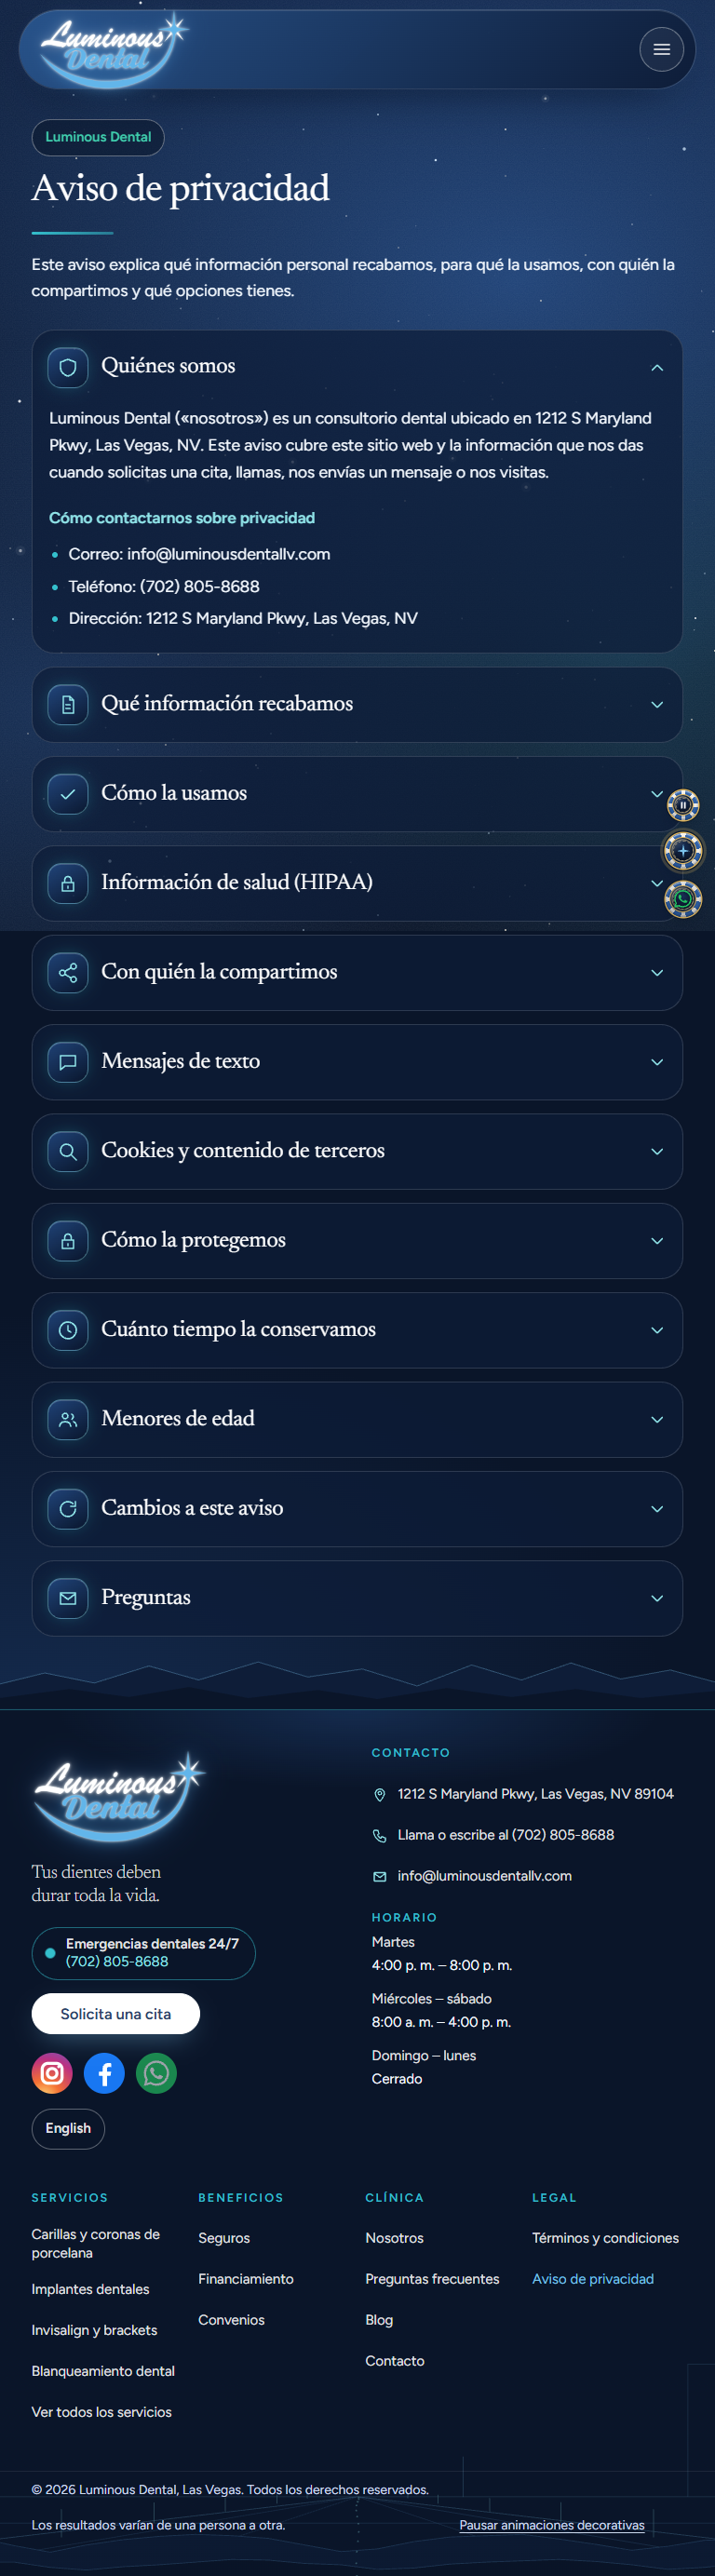 Luminous
Dental
Luminous Dental
Aviso de privacidad
Este aviso explica qué información personal recabamos, para qué la usamos, con quién la
compartimos y qué opciones tienes.
Quiénes somos
Luminous Dental («nosotros») es un consultorio dental ubicado en 1212 S Maryland
Pkwy, Las Vegas, NV. Este aviso cubre este sitio web y la información que nos das
cuando solicitas una cita, llamas, nos envías un mensaje o nos visitas.
Cómo contactarnos sobre privacidad
Correo: info@luminousdentallv.com
Teléfono: (702) 805-8688
Dirección: 1212 S Maryland Pkwy, Las Vegas, NV
Qué información recabamos
Cómo la usamos
Información de salud (HIPAA)
Con quién la compartimos
Mensajes de texto
Cookies y contenido de terceros
Cómo la protegemos
Cuánto tiempo la conservamos
Menores de edad
Cambios a este aviso
Preguntas
Luminous
Dental
Tus dientes deben
durar toda la vida.
Emergencias dentales 24/7
(702) 805-8688
Solicita una cita
English
CONTACTO
1212 S Maryland Pkwy, Las Vegas, NV 89104
Llama o escribe al (702) 805-8688
info@luminousdentallv.com
HORARIO
Martes
4:00 p. m. – 8:00 p. m.
Miércoles – sábado
8:00 a. m. – 4:00 p. m.
Domingo – lunes
Cerrado
SERVICIOS
Carillas y coronas de
porcelana
Implantes dentales
Invisalign y brackets
Blanqueamiento dental
Ver todos los servicios
BENEFICIOS
Seguros
Financiamiento
Convenios
CLÍNICA
Nosotros
Preguntas frecuentes
Blog
Contacto
LEGAL
Términos y condiciones
Aviso de privacidad
© 2026 Luminous Dental, Las Vegas. Todos los derechos reservados.
Los resultados varían de una persona a otra.
Pausar animaciones decorativas